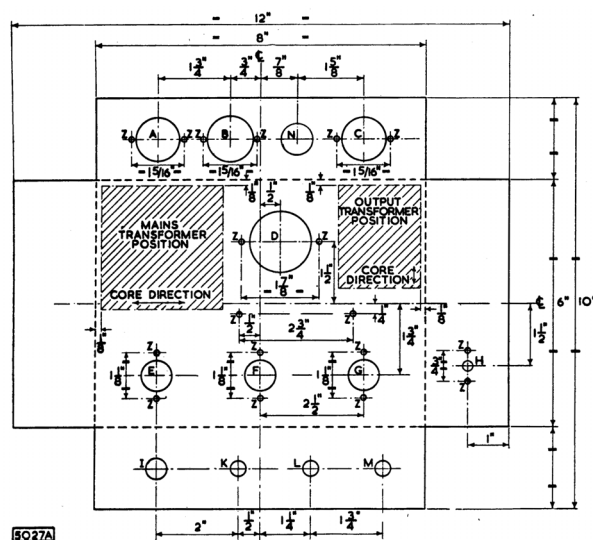 12"
8"
1 3/4" 3/4" ℄ 7/8" 1 5/8"
Z A Z Z B Z N Z C Z
15/16" 15/16" 15/16"
1/8" 1/2" 1/8"
MAINS
TRANSFORMER
POSITION
OUTPUT
TRANSFORMER
POSITION
D
Z Z
1 7/8"
1 1/2"
CORE
DIRECTION
CORE DIRECTION
℄ 6" 10"
1/8" 1/2" Z 2 3/4" Z 1/4" 1 3/4" 1/8" 1 1/2"
Z Z Z Z
1 1/8" E 1 1/8" F 1 1/8" G 3/4" H
Z Z Z Z
2 1/2"
1"
I K L M
2" 1/2" 1 1/4" 1 3/4"
5027A